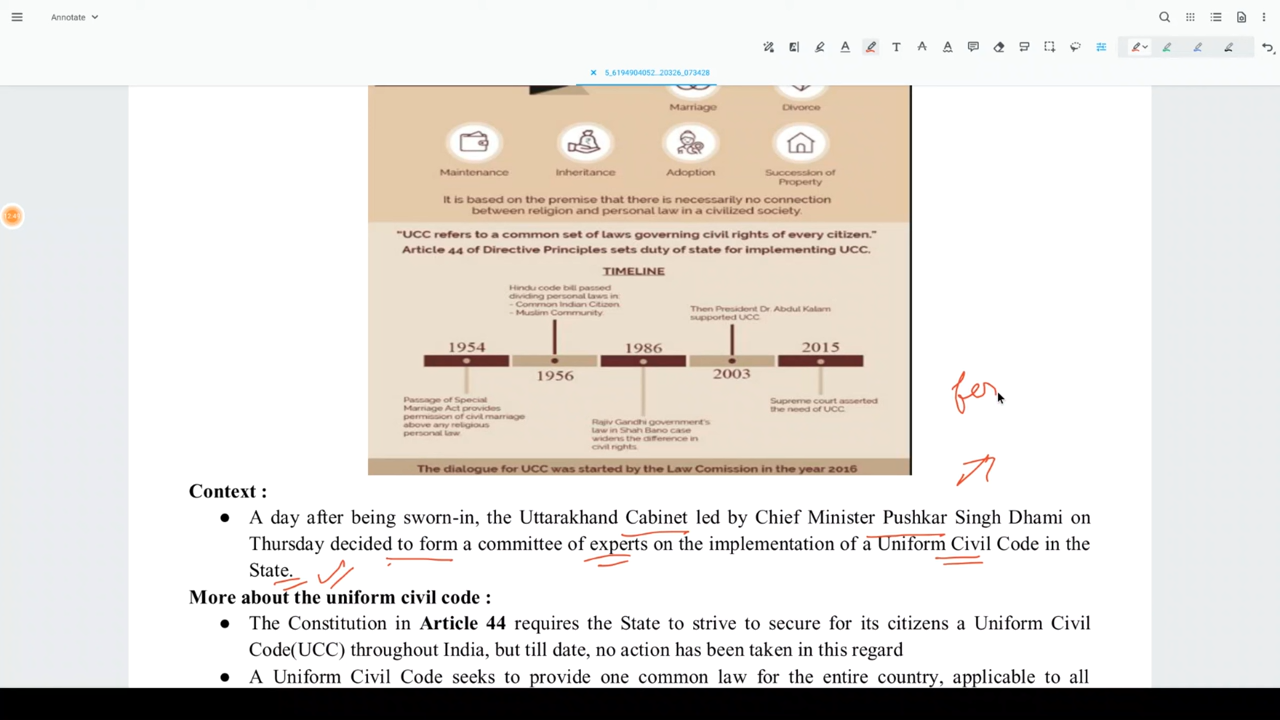 Annotate
5_6194904052...20326_073428
Marriage
Divorce
Maintenance
Inheritance
Adoption
Succession of
Property
It is based on the premise that there is necessarily no connection
between religion and personal law in a civilized society.
"UCC refers to a common set of laws governing civil rights of every citizen."
Article 44 of Directive Principles sets duty of state for implementing UCC.
TIMELINE
Hindu code bill passed
dividing personal laws in:
- Common Indian Citizen
- Muslim Community
Then President Dr. Abdul Kalam
supported UCC
1954
1956
1986
2003
2015
Passage of Special
Marriage Act provides
permission of civil marriage
above any religious
personal law.
Rajiv Gandhi government's
law in Shah Bano case
widens the difference in
civil rights.
Supreme court asserted
the need of UCC
The dialogue for UCC was started by the Law Comission in the year 2016
Context :
● A day after being sworn-in, the Uttarakhand Cabinet led by Chief Minister Pushkar Singh Dhami on
Thursday decided to form a committee of experts on the implementation of a Uniform Civil Code in the
State.
More about the uniform civil code :
● The Constitution in Article 44 requires the State to strive to secure for its citizens a Uniform Civil
Code(UCC) throughout India, but till date, no action has been taken in this regard
● A Uniform Civil Code seeks to provide one common law for the entire country, applicable to all